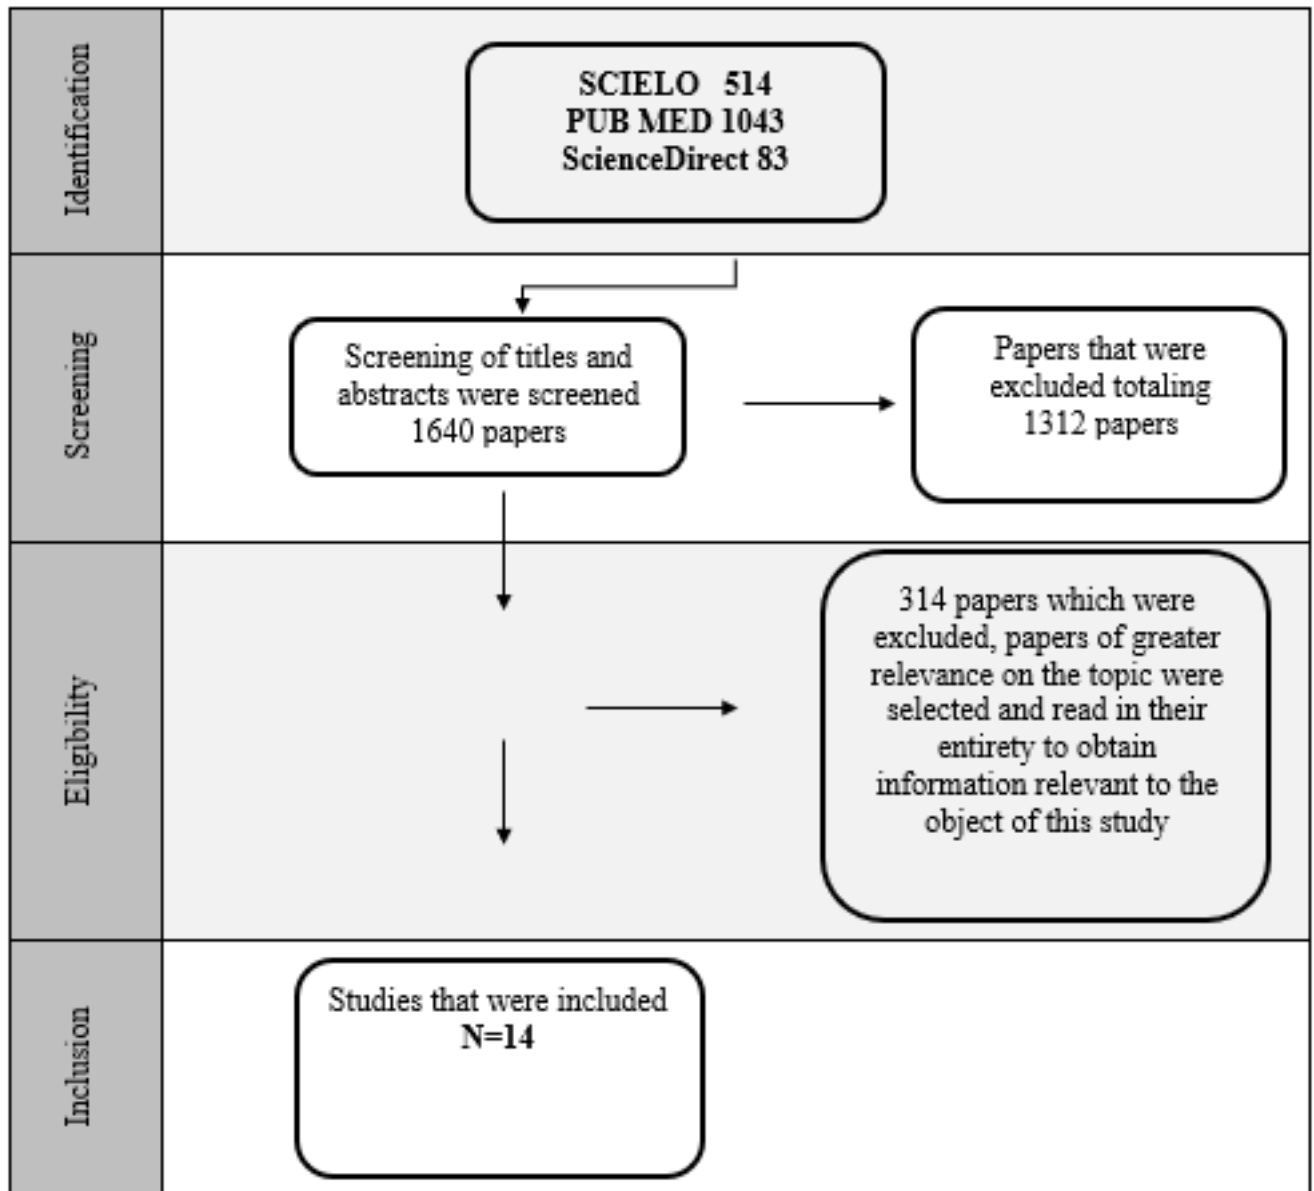 Identification
SCIELO 514
PUB MED 1043
ScienceDirect 83
Screening
Screening of titles and
abstracts were screened
1640 papers
Papers that were
excluded totaling
1312 papers
Eligibility
314 papers which were
excluded, papers of greater
relevance on the topic were
selected and read in their
entirety to obtain
information relevant to the
object of this study
Inclusion
Studies that were included
N=14